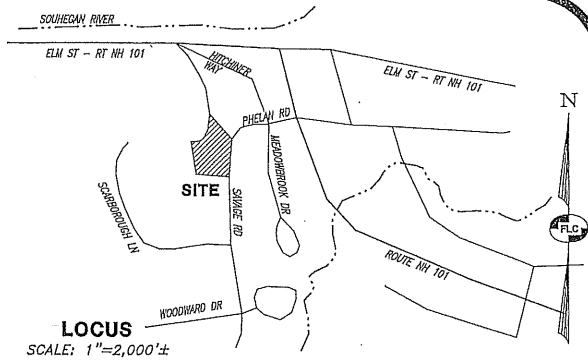 SOUHEGAN RIVER
ELM ST - RT NH 101
HITCHINER
WAY
ELM ST - RT NH 101
N
PHELAN RD
MEADOWBROOK DR
SITE
SAVAGE RD
SCARBOROUGH LN
FLC
ROUTE NH 101
WOODWARD DR
LOCUS
SCALE: 1"=2,000'±